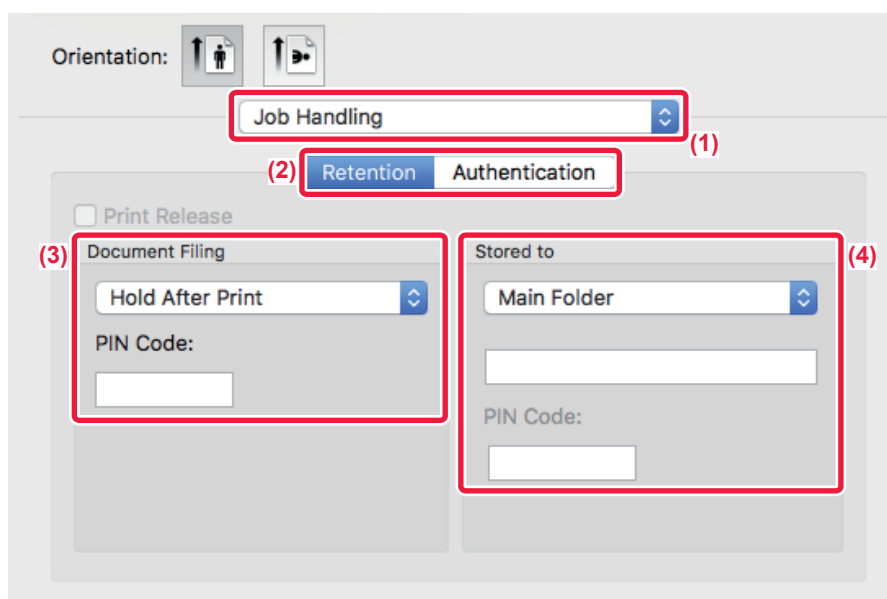 Orientation:
Job Handling
(1)
(2) Retention Authentication
Print Release
(3) Document Filing
Stored to (4)
Hold After Print
Main Folder
PIN Code:
PIN Code: